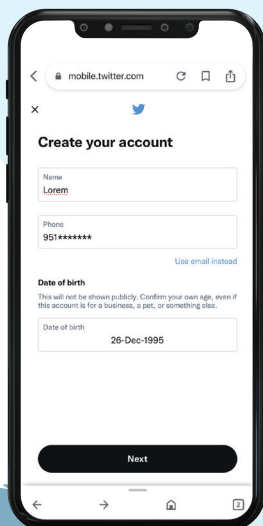 mobile.twitter.com
Create your account
Name
Lorem
Phone
951*******
Use email instead
Date of birth
This will not be shown publicly. Confirm your own age, even if
this account is for a business, a pet, or something else.
Date of birth
26-Dec-1995
Next
2